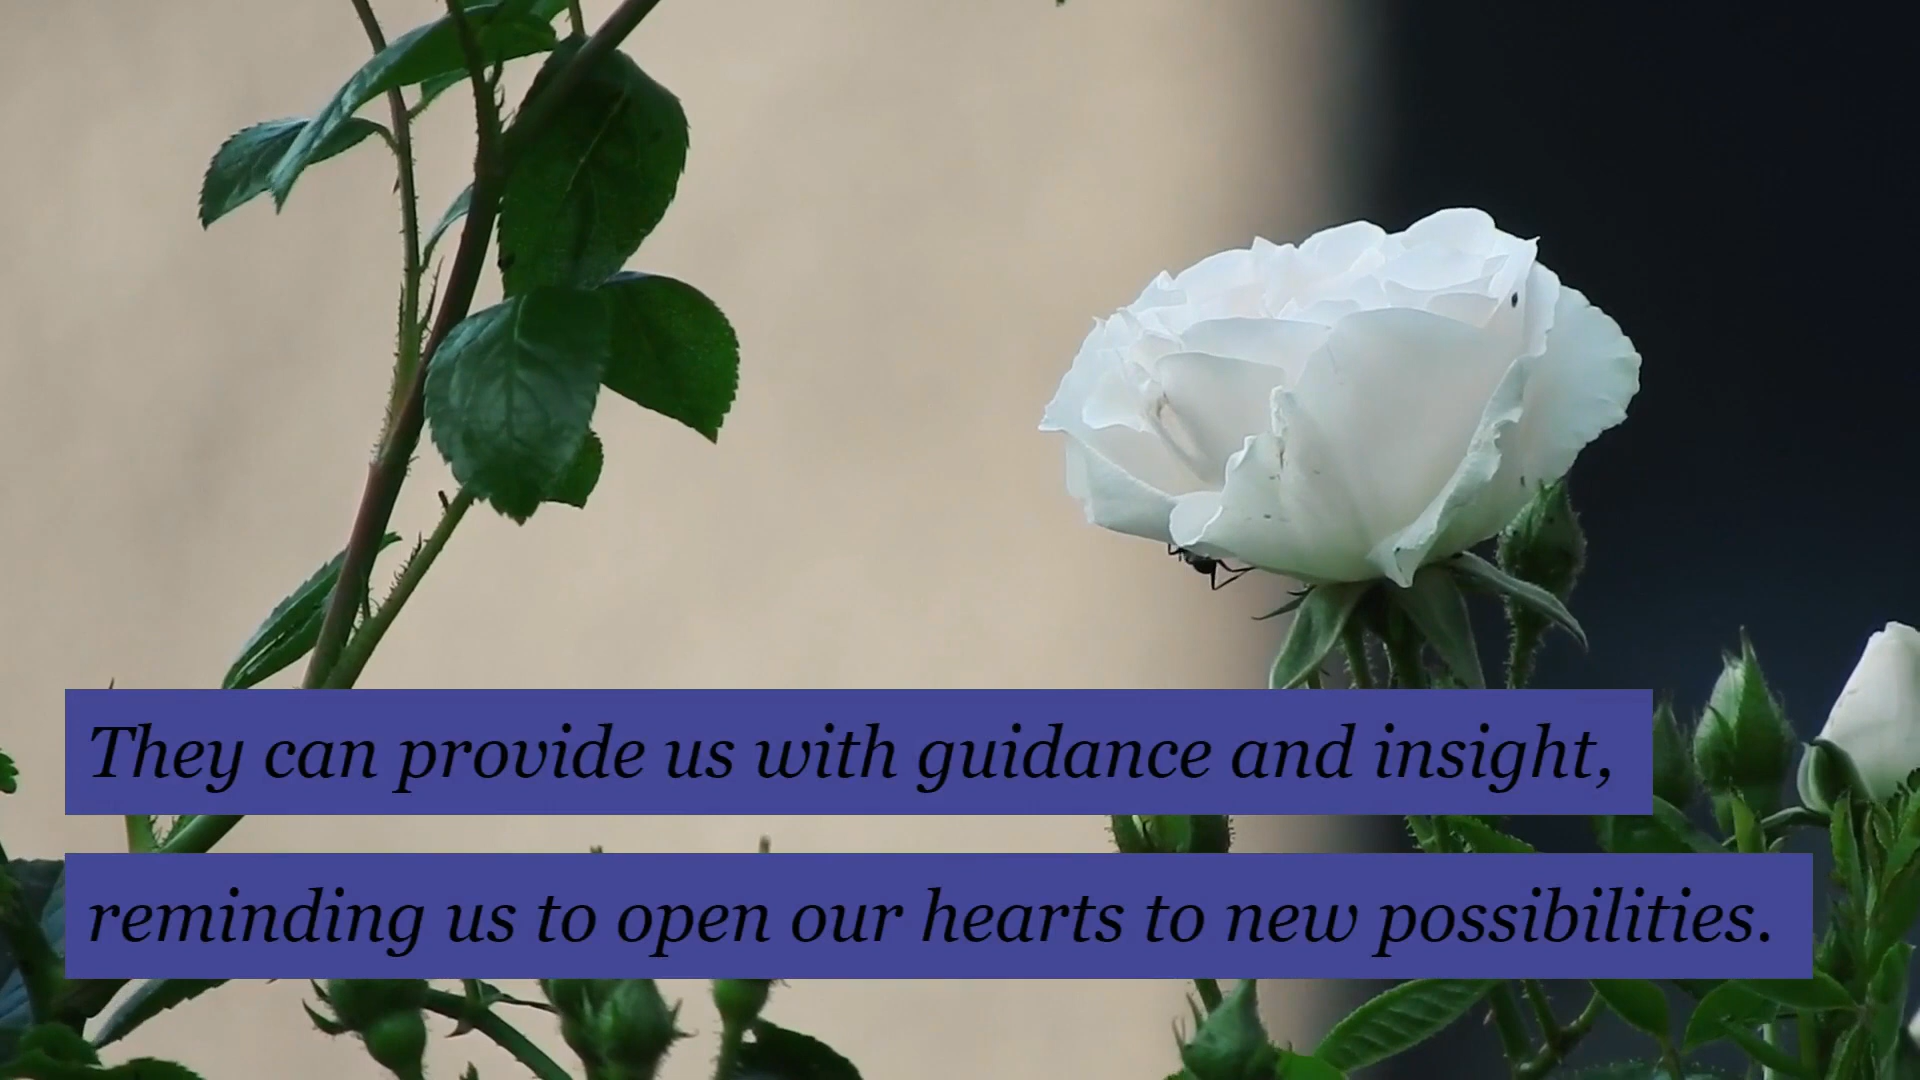 They can provide us with guidance and insight,
reminding us to open our hearts to new possibilities.